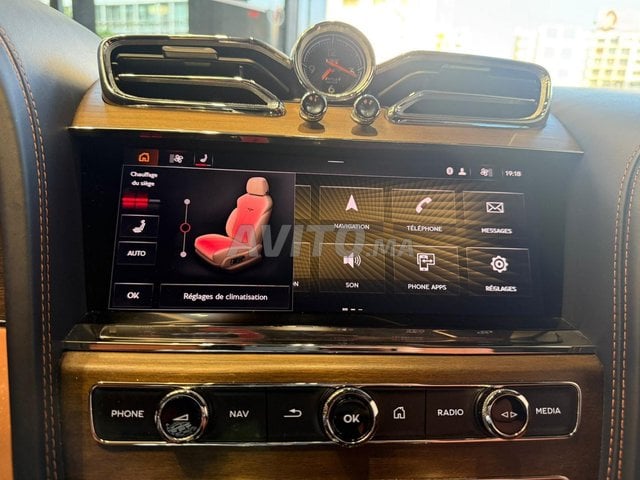 19:18
Chauffage
du siège
AUTO
OK
Réglages de climatisation
NAVIGATION
TÉLÉPHONE
MESSAGES
SON
PHONE APPS
RÉGLAGES
AVITO.ma
PHONE
NAV
OK
RADIO
MEDIA